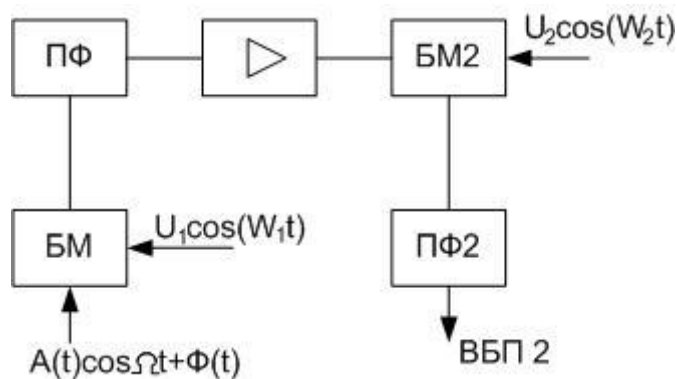 ПФ
БМ2
U₂cos(W₂t)
БМ
U₁cos(W₁t)
ПФ2
A(t)cosΩt+Φ(t)
ВБП 2